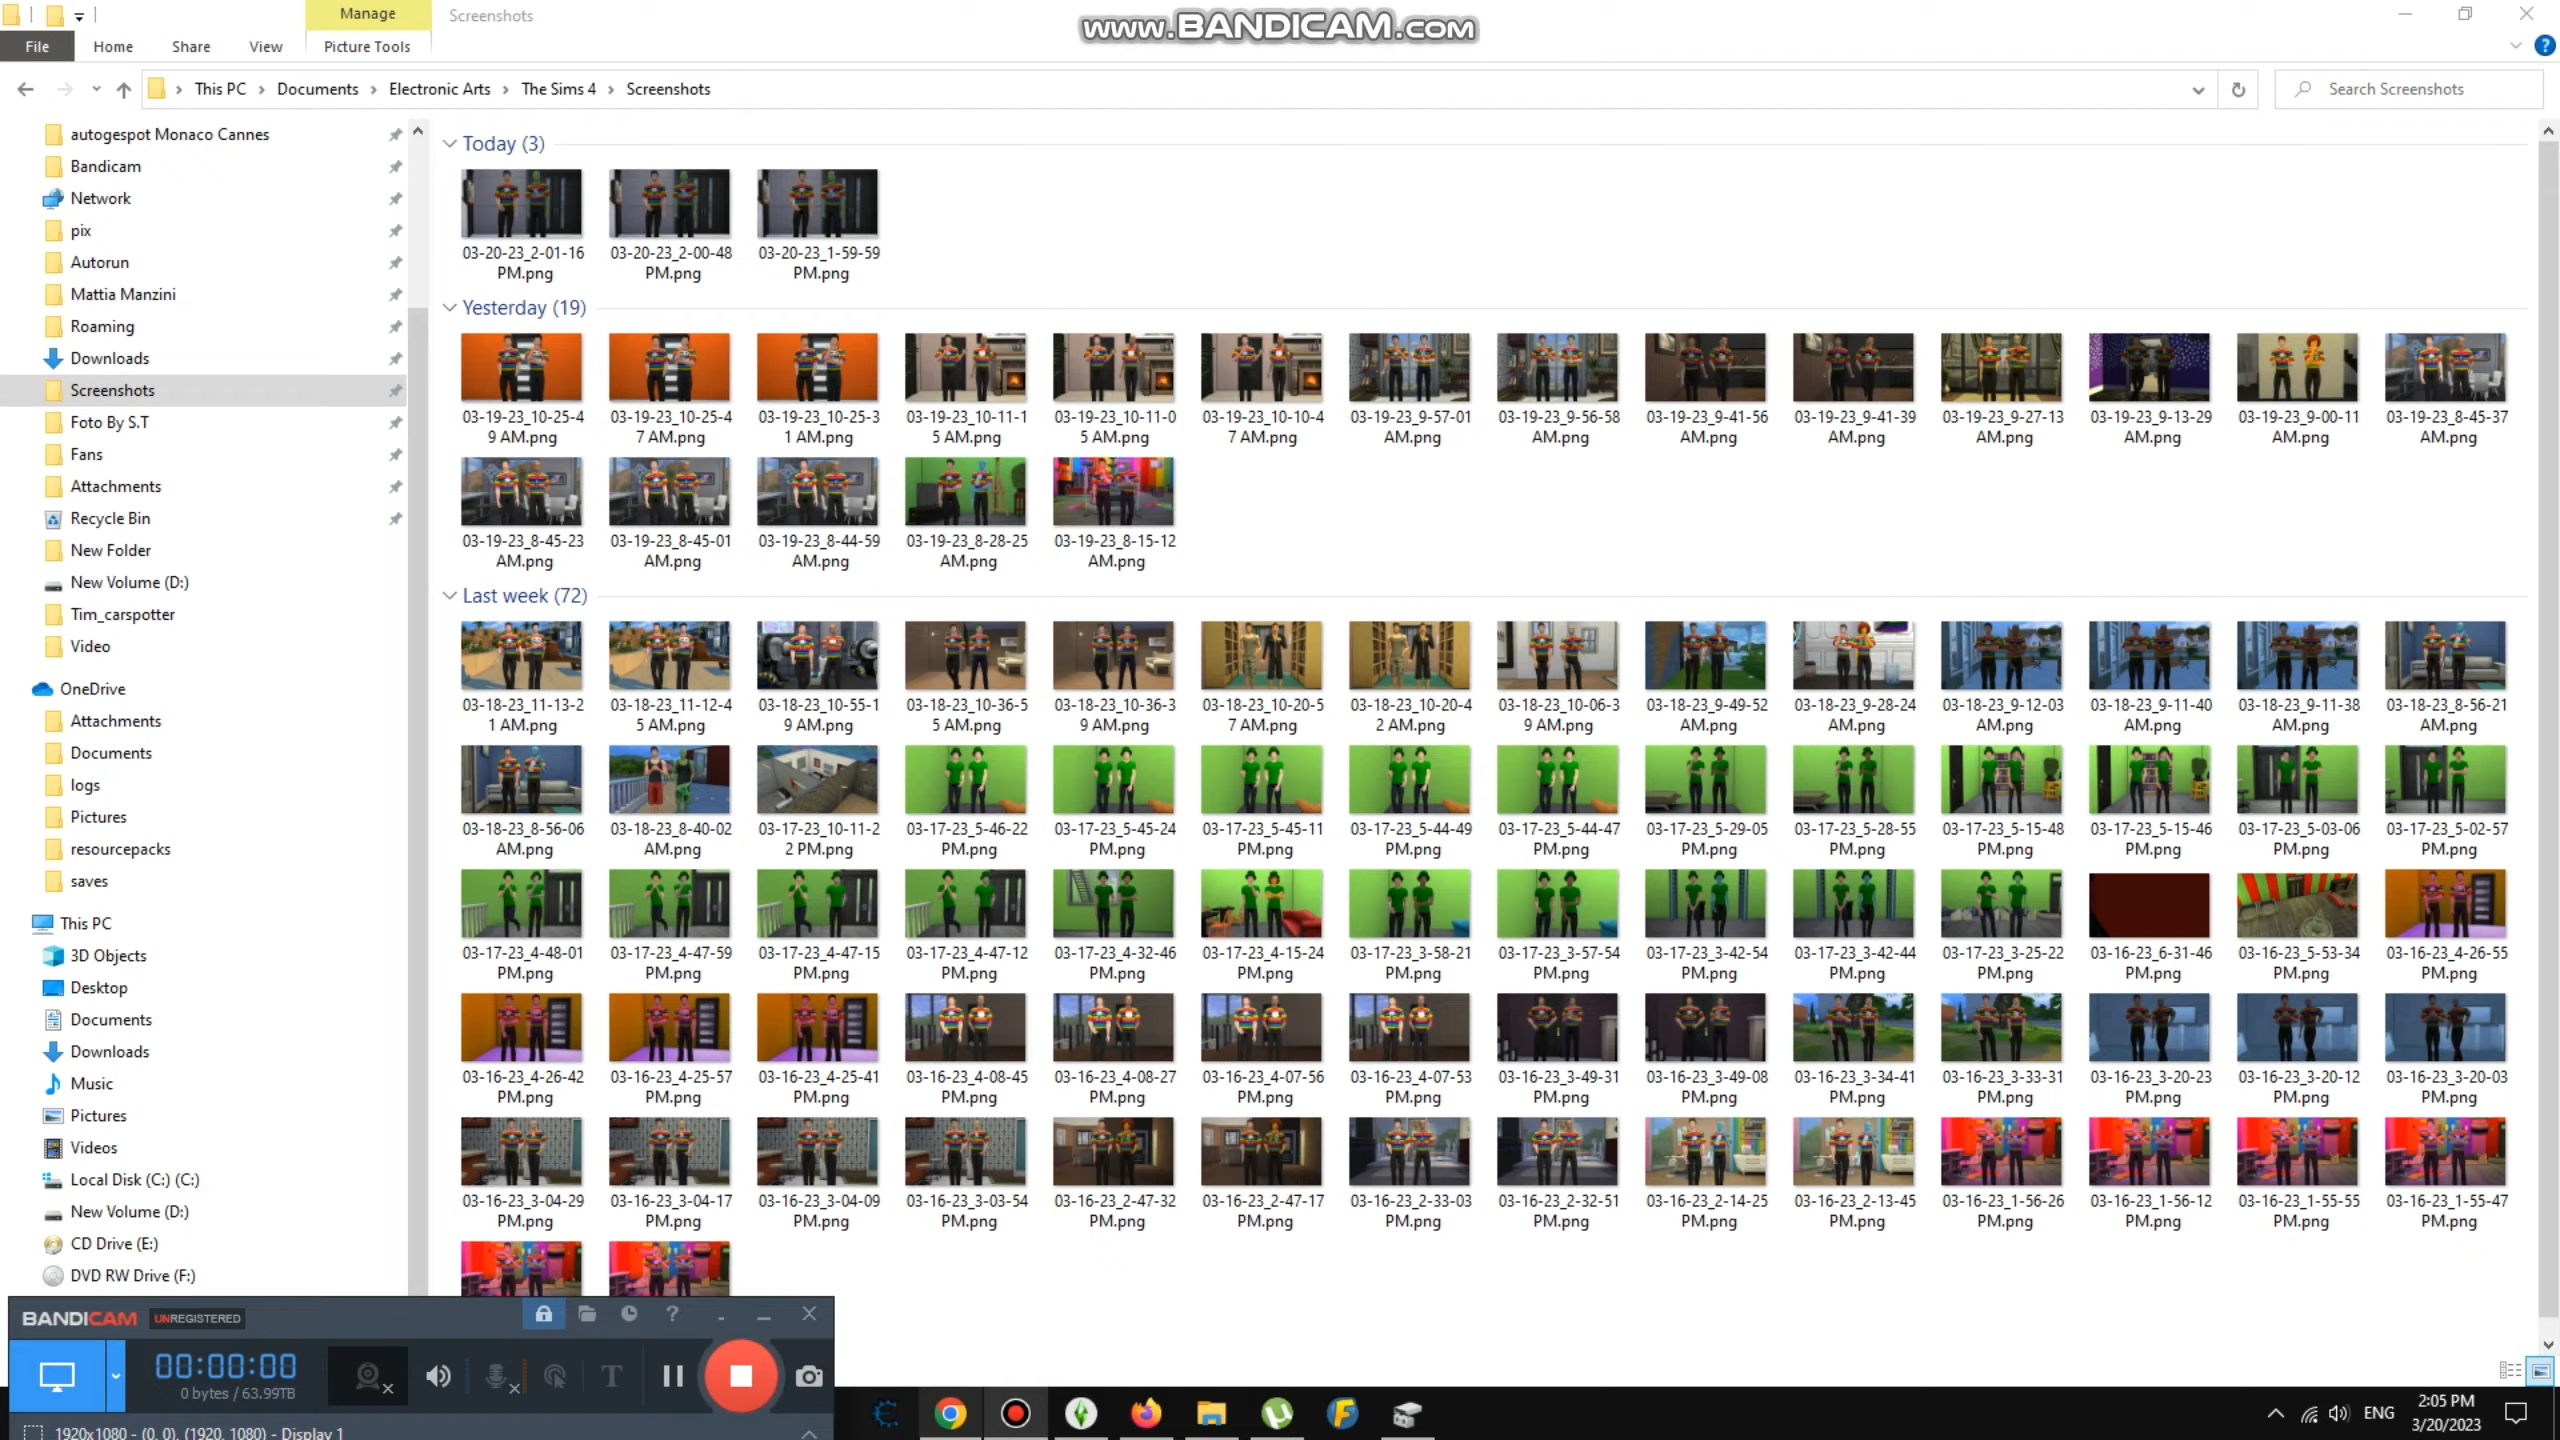 Manage
Screenshots
www.BANDICAM.com
File
Home
Share
View
Picture Tools
This PC > Documents > Electronic Arts > The Sims 4 > Screenshots
Search Screenshots
autogespot Monaco Cannes
Bandicam
Network
pix
Autorun
Mattia Manzini
Roaming
Downloads
Screenshots
Foto By S.T
Fans
Attachments
Recycle Bin
New Folder
New Volume (D:)
Tim_carspotter
Video
OneDrive
Attachments
Documents
logs
Pictures
resourcepacks
saves
This PC
3D Objects
Desktop
Documents
Downloads
Music
Pictures
Videos
Local Disk (C:) (C:)
New Volume (D:)
CD Drive (E:)
DVD RW Drive (F:)
Today (3)
03-20-23_2-01-16 03-20-23_2-00-48 03-20-23_1-59-59
PM.png PM.png PM.png
Yesterday (19)
03-19-23_10-25-4 03-19-23_10-25-4 03-19-23_10-25-3 03-19-23_10-11-1 03-19-23_10-11-0 03-19-23_10-10-4 03-19-23_9-57-01 03-19-23_9-56-58 03-19-23_9-41-56 03-19-23_9-41-39 03-19-23_9-27-13 03-19-23_9-13-29 03-19-23_9-00-11 03-19-23_8-45-37
9 AM.png 7 AM.png 1 AM.png 5 AM.png 5 AM.png 7 AM.png AM.png AM.png AM.png AM.png AM.png AM.png AM.png AM.png
03-19-23_8-45-23 03-19-23_8-45-01 03-19-23_8-44-59 03-19-23_8-28-25 03-19-23_8-15-12
AM.png AM.png AM.png AM.png AM.png
Last week (72)
03-18-23_11-13-2 03-18-23_11-12-4 03-18-23_10-55-1 03-18-23_10-36-5 03-18-23_10-36-3 03-18-23_10-20-5 03-18-23_10-20-4 03-18-23_10-06-3 03-18-23_9-49-52 03-18-23_9-28-24 03-18-23_9-12-03 03-18-23_9-11-40 03-18-23_9-11-38 03-18-23_8-56-21
1 AM.png 5 AM.png 9 AM.png 5 AM.png 9 AM.png 7 AM.png 2 AM.png 9 AM.png AM.png AM.png AM.png AM.png AM.png AM.png
03-18-23_8-56-06 03-18-23_8-40-02 03-17-23_10-11-2 03-17-23_5-46-22 03-17-23_5-45-24 03-17-23_5-45-11 03-17-23_5-44-49 03-17-23_5-44-47 03-17-23_5-29-05 03-17-23_5-28-55 03-17-23_5-15-48 03-17-23_5-15-46 03-17-23_5-03-06 03-17-23_5-02-57
AM.png AM.png 2 PM.png PM.png PM.png PM.png PM.png PM.png PM.png PM.png PM.png PM.png PM.png PM.png
03-17-23_4-48-01 03-17-23_4-47-59 03-17-23_4-47-15 03-17-23_4-47-12 03-17-23_4-32-46 03-17-23_4-15-24 03-17-23_3-58-21 03-17-23_3-57-54 03-17-23_3-42-54 03-17-23_3-42-44 03-17-23_3-25-22 03-16-23_6-31-46 03-16-23_5-53-34 03-16-23_4-26-55
PM.png PM.png PM.png PM.png PM.png PM.png PM.png PM.png PM.png PM.png PM.png PM.png PM.png PM.png
03-16-23_4-26-42 03-16-23_4-25-57 03-16-23_4-25-41 03-16-23_4-08-45 03-16-23_4-08-27 03-16-23_4-07-56 03-16-23_4-07-53 03-16-23_3-49-31 03-16-23_3-49-08 03-16-23_3-34-41 03-16-23_3-33-31 03-16-23_3-20-23 03-16-23_3-20-12 03-16-23_3-20-03
PM.png PM.png PM.png PM.png PM.png PM.png PM.png PM.png PM.png PM.png PM.png PM.png PM.png PM.png
03-16-23_3-04-29 03-16-23_3-04-17 03-16-23_3-04-09 03-16-23_3-03-54 03-16-23_2-47-32 03-16-23_2-47-17 03-16-23_2-33-03 03-16-23_2-32-51 03-16-23_2-14-25 03-16-23_2-13-45 03-16-23_1-56-26 03-16-23_1-56-12 03-16-23_1-55-55 03-16-23_1-55-47
PM.png PM.png PM.png PM.png PM.png PM.png PM.png PM.png PM.png PM.png PM.png PM.png PM.png PM.png
BANDICAM UNREGISTERED
00:00:00
0 bytes / 63.99TB
1920x1080 - (0, 0), (1920, 1080) - Display 1
ENG
2:05 PM
3/20/2023